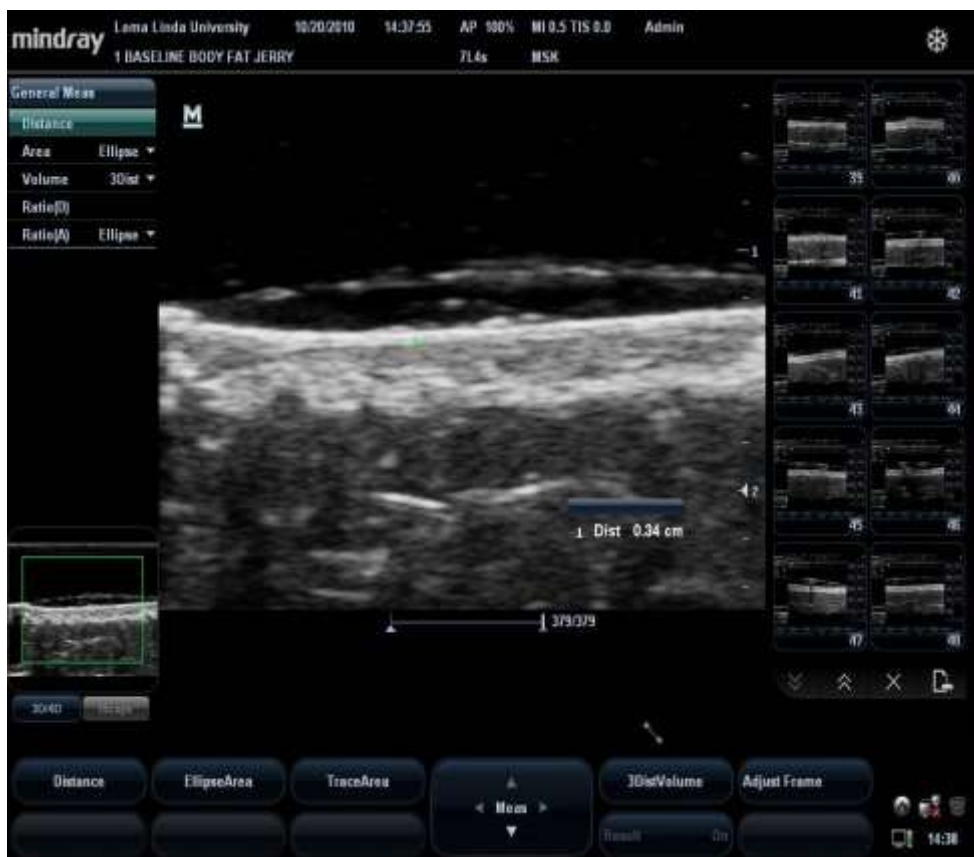 mindray
Loma Linda University 10/20/2010 14:37:55 AP 100% MI 0.5 TIS 0.0 Admin
1 BASELINE BODY FAT JERRY 7L4s MSK
General Meas
Distance
Area Ellipse
Volume 3Dist
Ratio(D)
Ratio(A) Ellipse
M
1
2
1 Dist 0.34 cm
379/379
39 40
41 42
43 44
45 46
47 48
3D/4D
Distance EllipseArea TraceArea Meas 3DistVolume Adjust Frame
Result On
14:38